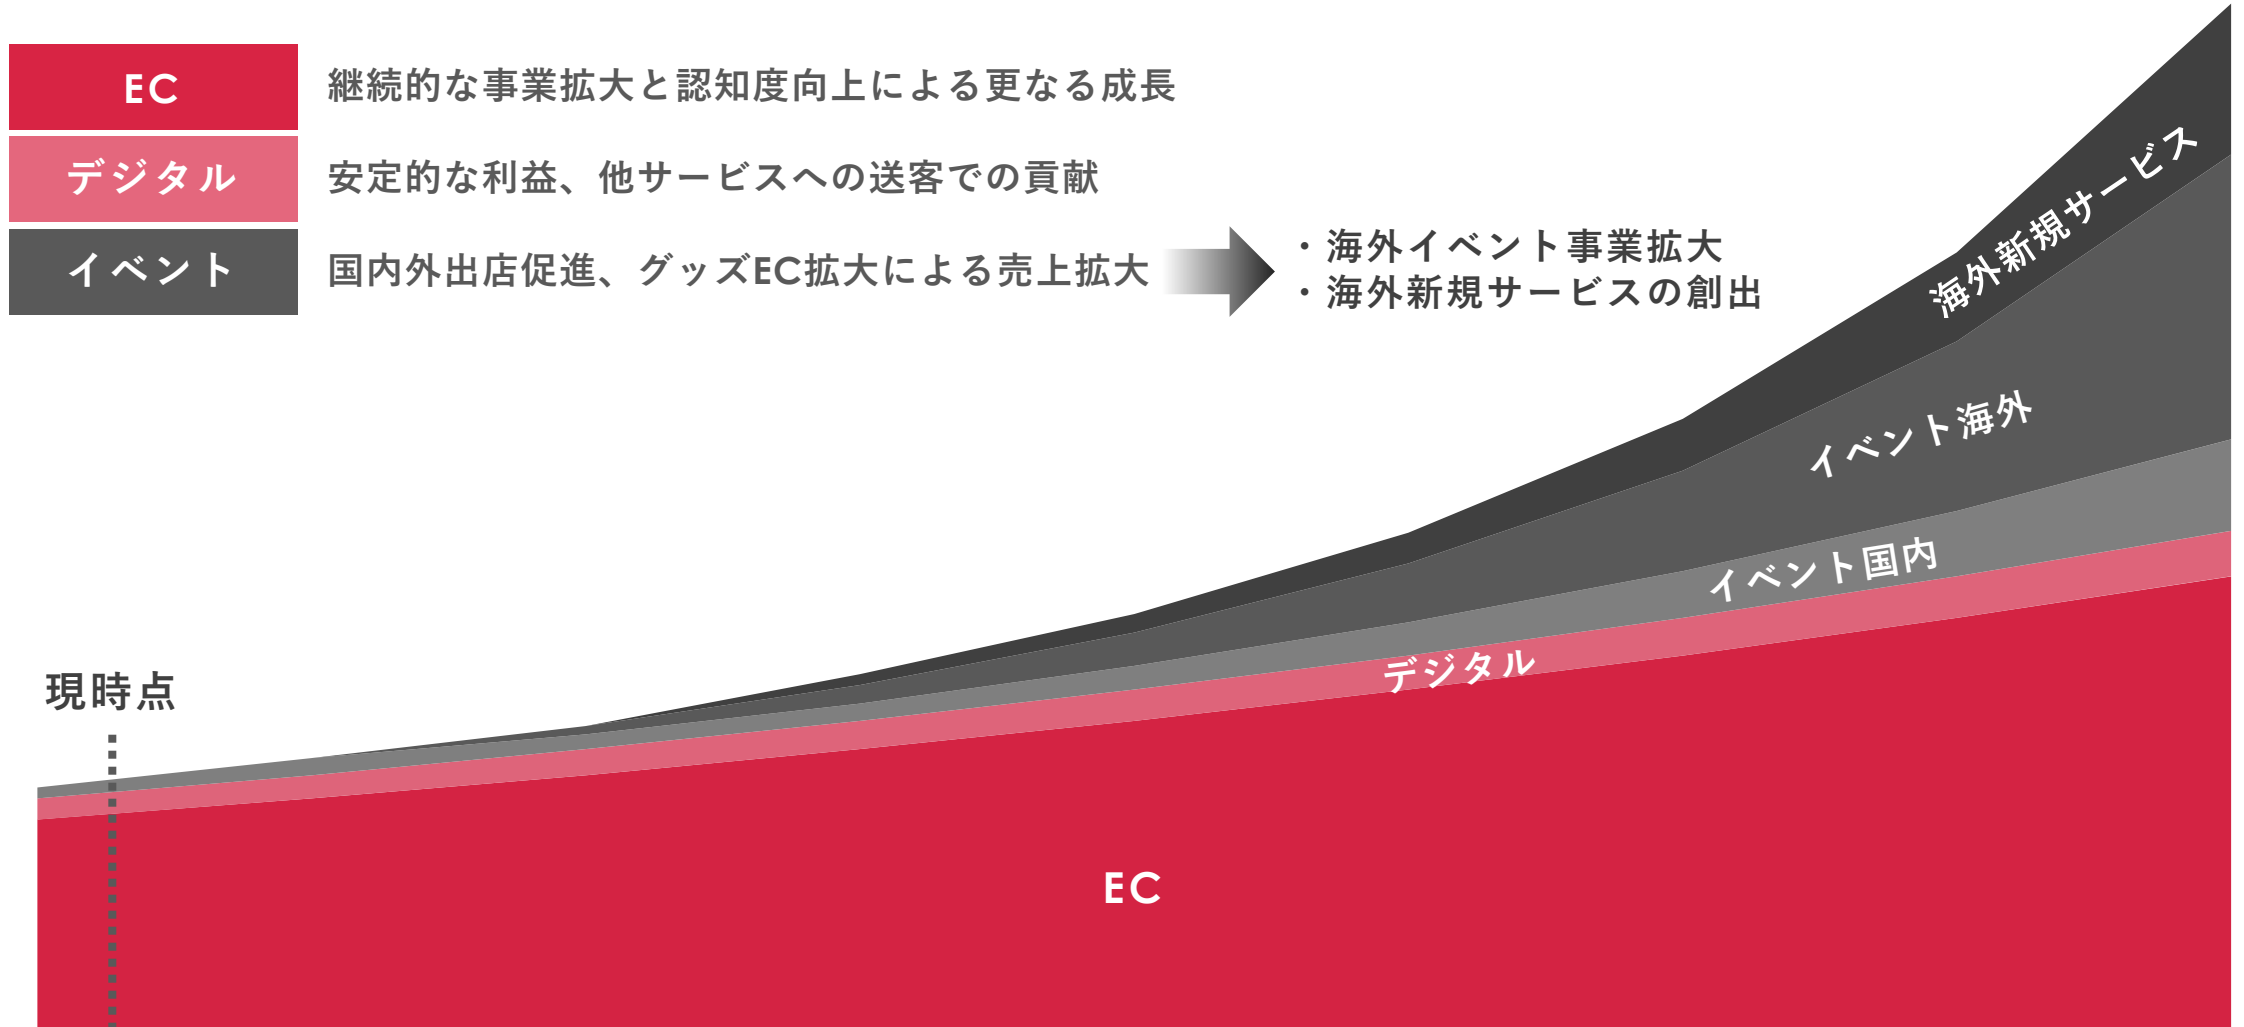 EC
継続的な事業拡大と認知度向上による更なる成長
デジタル
安定的な利益、他サービスへの送客での貢献
イベント
国内外出店促進、グッズEC拡大による売上拡大
・海外イベント事業拡大
・海外新規サービスの創出
海外新規サービス
イベント海外
イベント国内
デジタル
現時点
EC